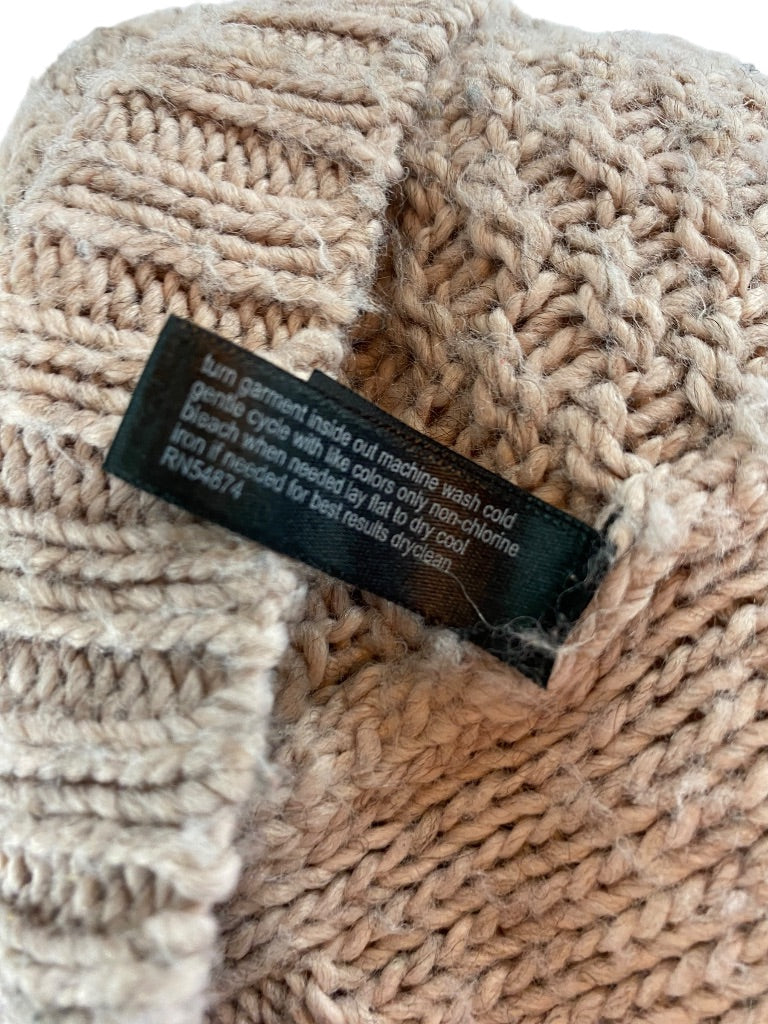 turn garment inside out machine wash cold
gentle cycle with like colors only non-chlorine
bleach when needed lay flat to dry cool
iron if needed for best results dryclean
RN54874